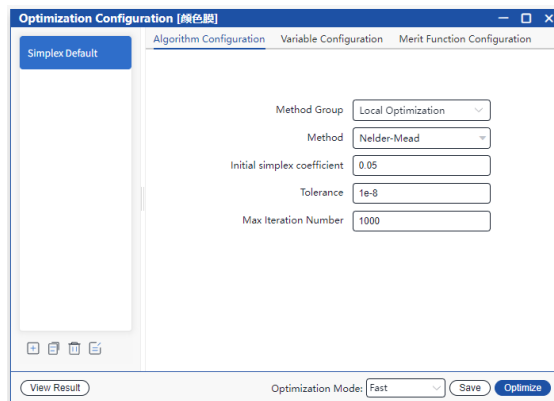 Optimization Configuration [颜色膜]
Simplex Default
Algorithm Configuration Variable Configuration Merit Function Configuration
Method Group Local Optimization
Method Nelder-Mead
Initial simplex coefficient 0.05
Tolerance 1e-8
Max Iteration Number 1000
View Result Optimization Mode: Fast Save Optimize